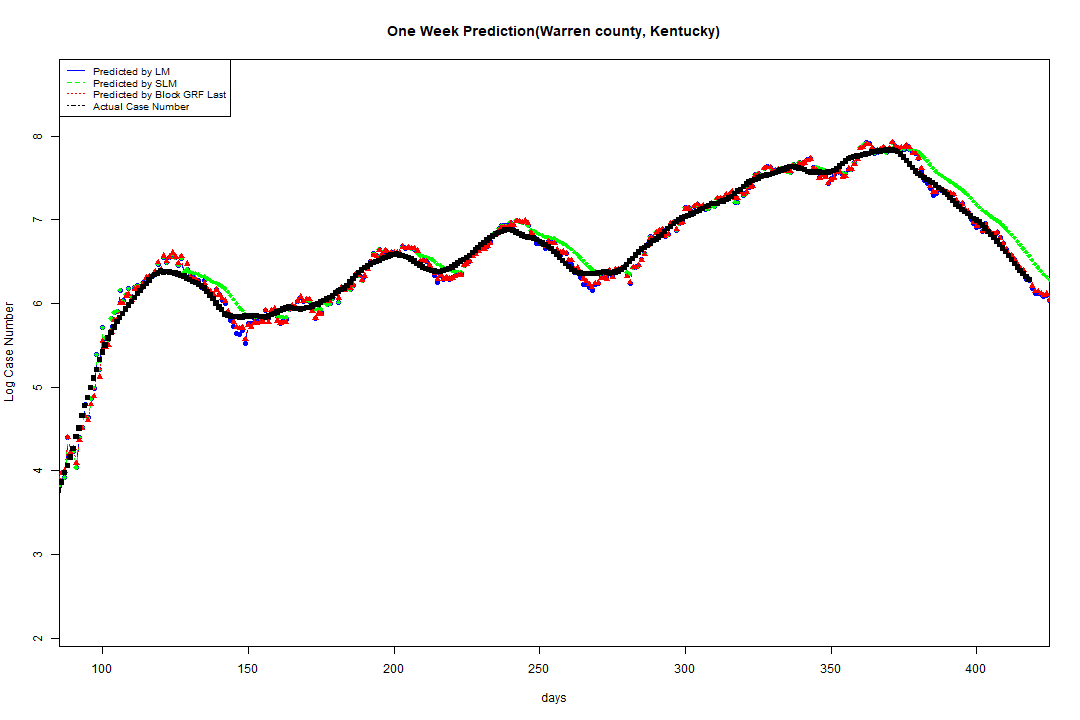 One Week Prediction(Warren county, Kentucky)
Predicted by LM
Predicted by SLM
Predicted by Block GRF Last
Actual Case Number
8
7
6
5
4
3
2
Log Case Number
100 150 200 250 300 350 400
days